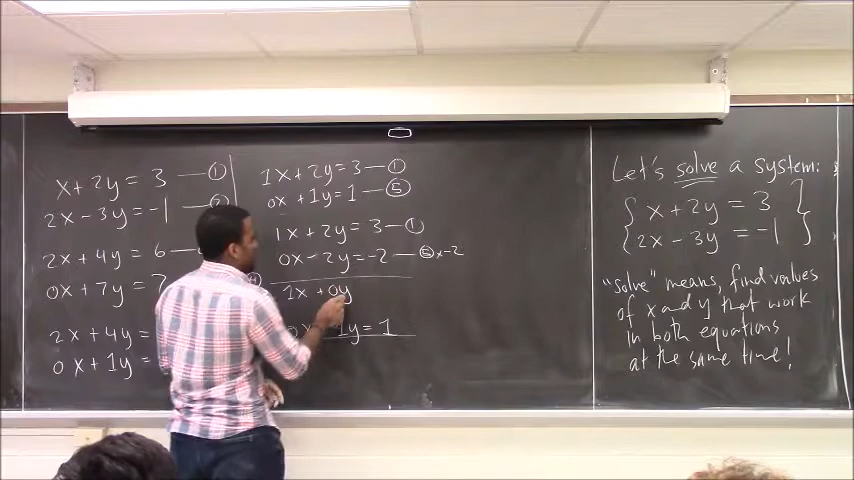 x + 2y = 3 — ①
2x - 3y = -1 —
2x + 4y = 6 —
0x + 7y = 7
2x + 4y =
0x + 1y =
1x + 2y = 3 — ①
0x + 1y = 1 — ⑤
1x + 2y = 3 — ①
0x - 2y = -2 — ⑤x-2
1x + 0y
1y = 1
Let's solve a system:
{ x + 2y = 3 }
{ 2x - 3y = -1 }
"solve" means, find values
of x and y that work
in both equations
at the same time!